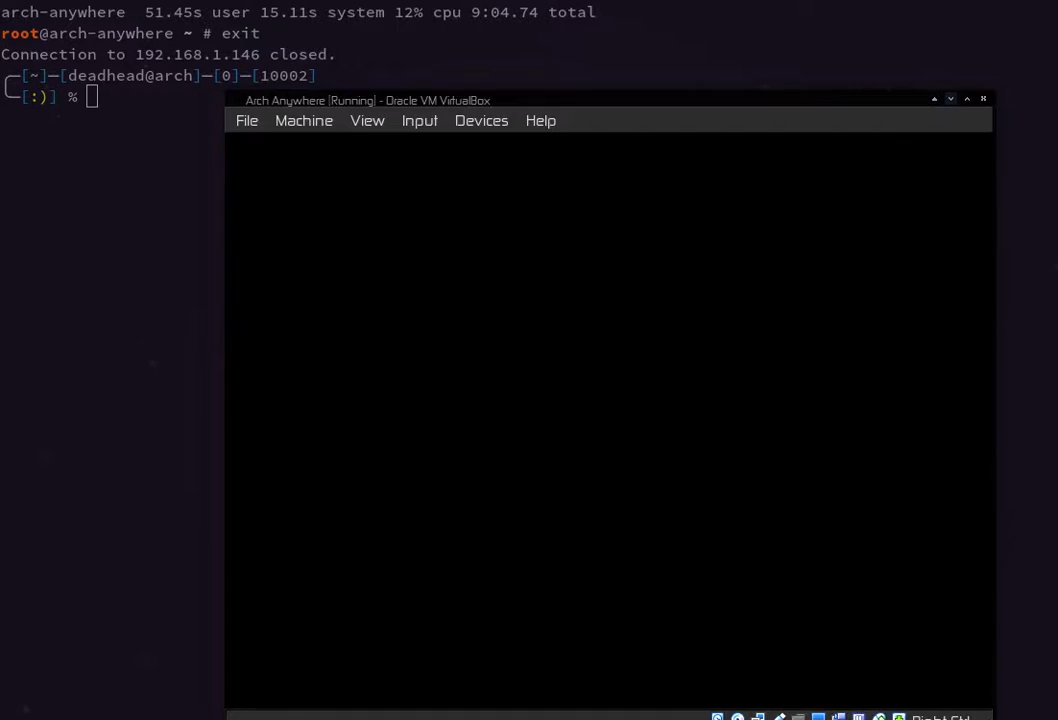 arch-anywhere  51.45s user 15.11s system 12% cpu 9:04.74 total
root@arch-anywhere ~ # exit
Connection to 192.168.1.146 closed.
[~]—[deadhead@arch]—[0]—[10002]
[:)] %
Arch Anywhere [Running] - Oracle VM VirtualBox
File Machine View Input Devices Help
Right Ctrl